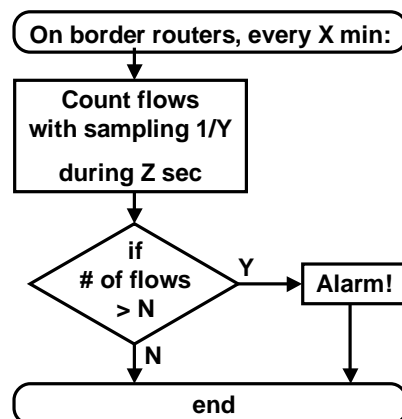 On border routers, every X min:
Count flows
with sampling 1/Y
during Z sec
if
# of flows
> N
Y
Alarm!
N
end